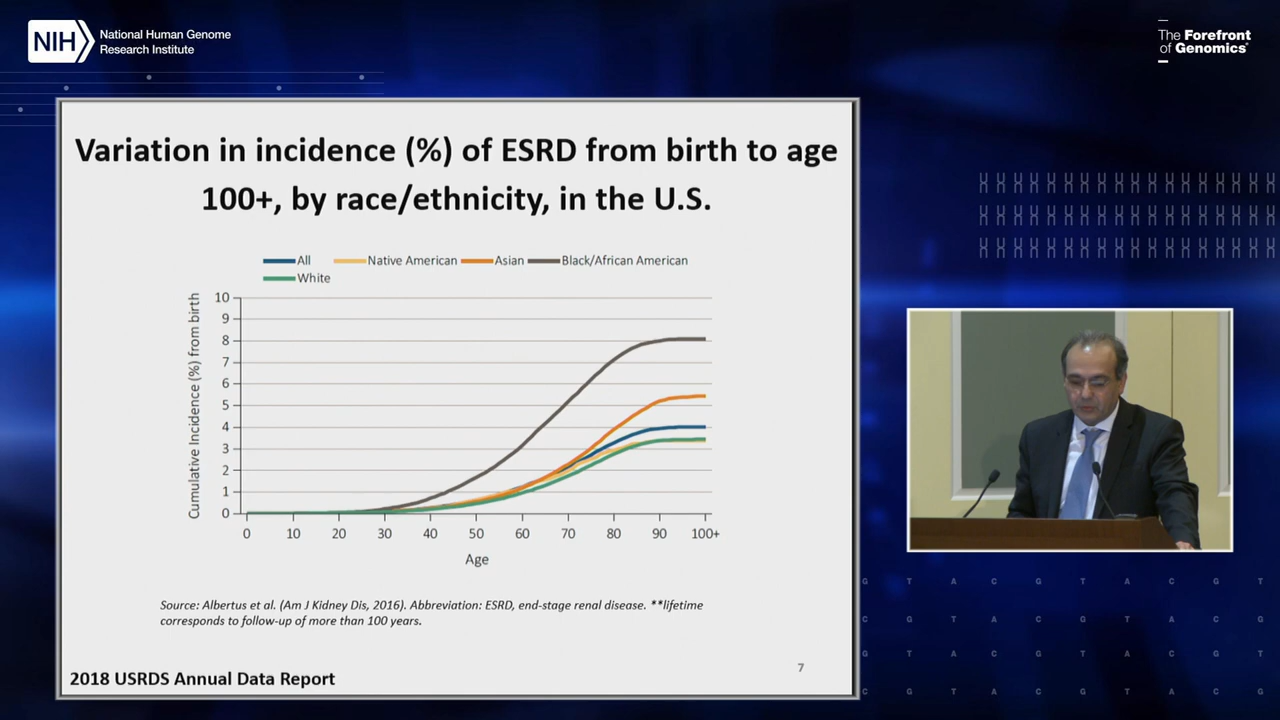 NIH
National Human Genome
Research Institute
The Forefront
of Genomics®
Variation in incidence (%) of ESRD from birth to age
100+, by race/ethnicity, in the U.S.
All Native American Asian Black/African American
White
Cumulative Incidence (%) from birth
10
9
8
7
6
5
4
3
2
1
0
0 10 20 30 40 50 60 70 80 90 100+
Age
Source: Albertus et al. (Am J Kidney Dis, 2016). Abbreviation: ESRD, end-stage renal disease. **lifetime
corresponds to follow-up of more than 100 years.
7
2018 USRDS Annual Data Report
G T A C G T A C G T
C G T A C G T A C G
G T A C G T A C G T
C G T A C G T A C G